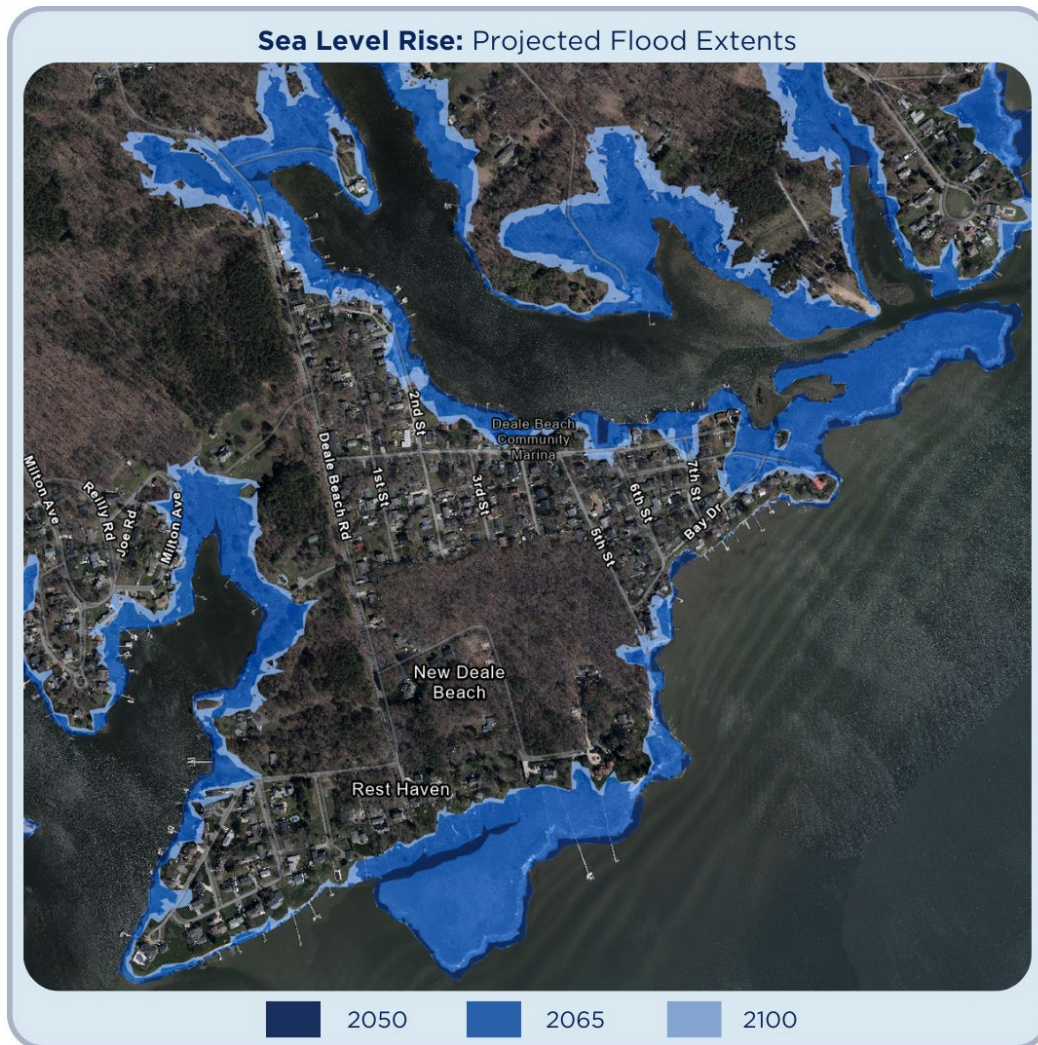 Sea Level Rise: Projected Flood Extents
2nd St
Deale Beach
Community
Marina
Deale Beach Rd
1st St
3rd St
7th St
6th St
Milton Ave
Reilly Rd
Joe Rd
Milton Ave
Bay Dr
5th St
New Deale
Beach
Rest Haven
2050
2065
2100